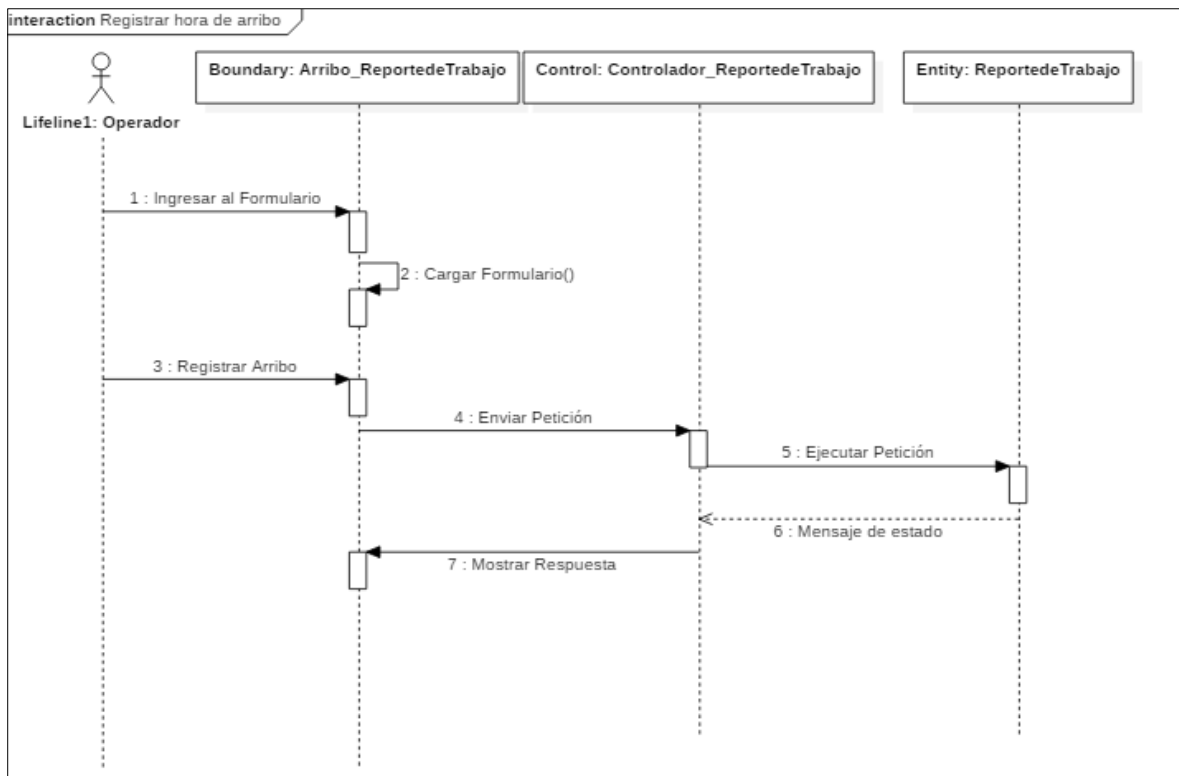 interaction Registrar hora de arribo
Boundary: Arribo_ReportedeTrabajo
Control: Controlador_ReportedeTrabajo
Entity: ReportedeTrabajo
Lifeline1: Operador
1 : Ingresar al Formulario
2 : Cargar Formulario()
3 : Registrar Arribo
4 : Enviar Petición
5 : Ejecutar Petición
6 : Mensaje de estado
7 : Mostrar Respuesta